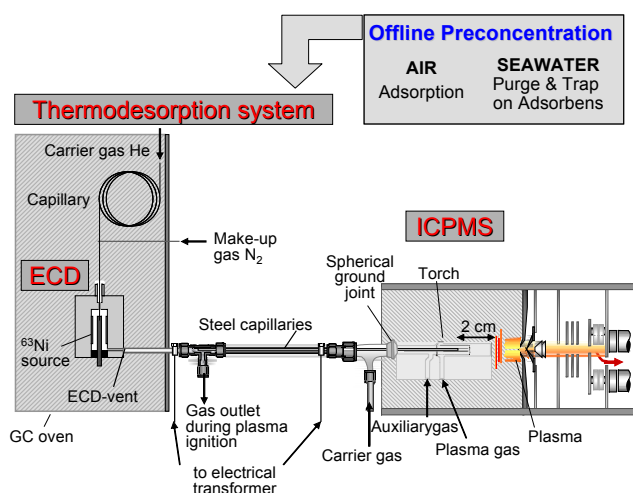 Offline Preconcentration
AIR
Adsorption
SEAWATER
Purge & Trap
on Adsorbens
Thermodesorption system
Carrier gas He
Capillary
Make-up
gas N₂
ECD
⁶³Ni
source
ECD-vent
GC oven
Steel capillaries
Gas outlet
during plasma
ignition
to electrical
transformer
ICPMS
Spherical
ground
joint
Torch
2 cm
Carrier gas
Auxiliarygas
Plasma gas
Plasma